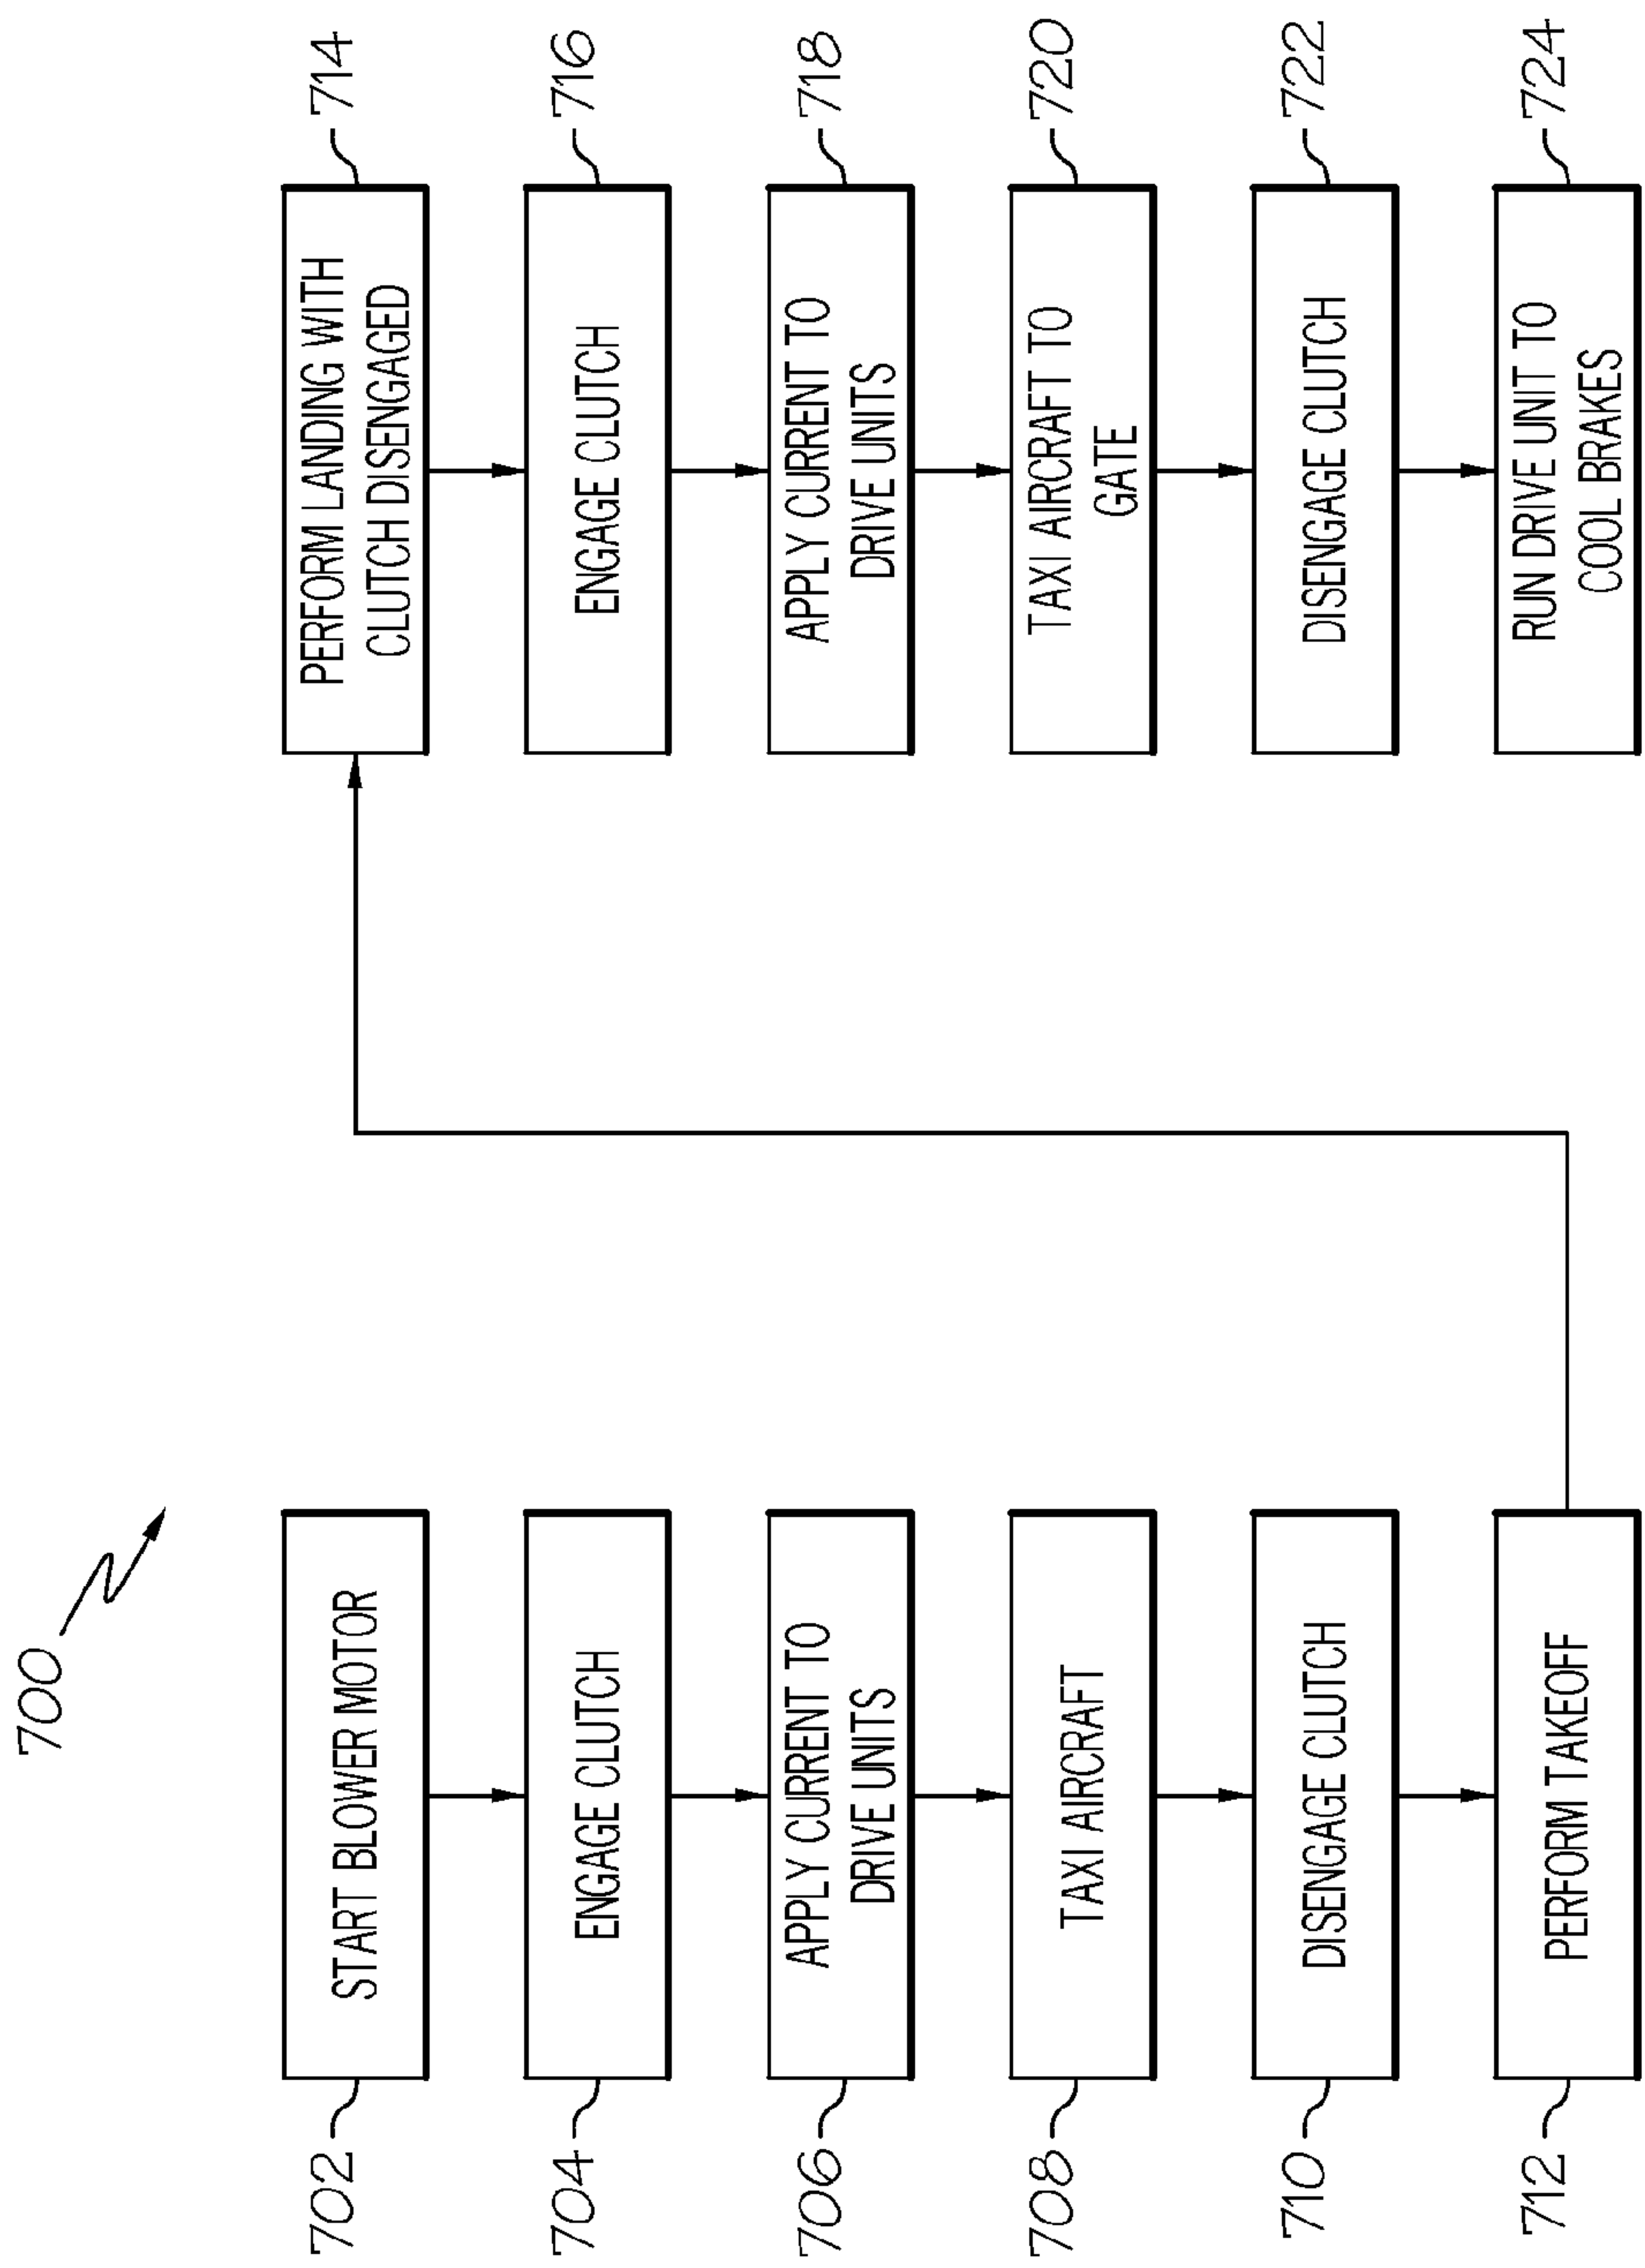 700
702
START BLOWER MOTOR
704
ENGAGE CLUTCH
706
APPLY CURRENT TO
DRIVE UNITS
708
TAXI AIRCRAFT
710
DISENGAGE CLUTCH
712
PERFORM TAKEOFF
714
PERFORM LANDING WITH
CLUTCH DISENGAGED
716
ENGAGE CLUTCH
718
APPLY CURRENT TO
DRIVE UNITS
720
TAXI AIRCRAFT TO
GATE
722
DISENGAGE CLUTCH
724
RUN DRIVE UNIT TO
COOL BRAKES